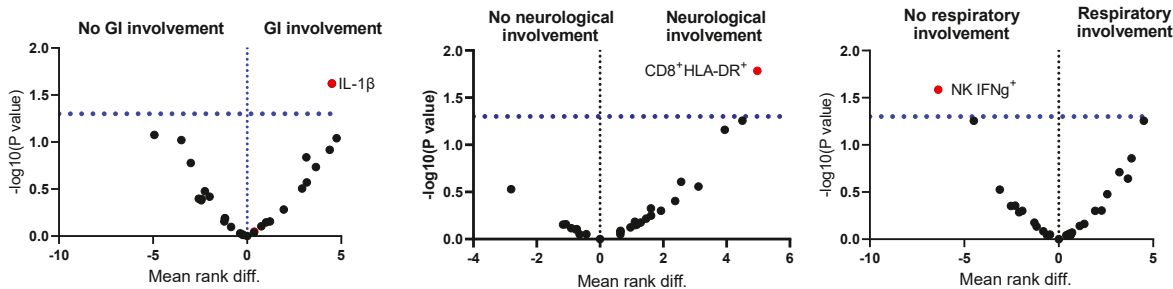 No GI involvement
GI involvement
2.0
1.5
1.0
0.5
0.0
-log10(P value)
IL-1β
-10
-5
0
5
Mean rank diff.
No neurological
involvement
Neurological
involvement
2.0
1.5
1.0
0.5
0.0
-log10(P value)
CD8+HLA-DR+
-4
-2
0
2
4
6
Mean rank diff.
No respiratory
involvement
Respiratory
involvement
2.0
1.5
1.0
0.5
0.0
-log10(P value)
NK IFNg+
-10
-5
0
5
Mean rank diff.